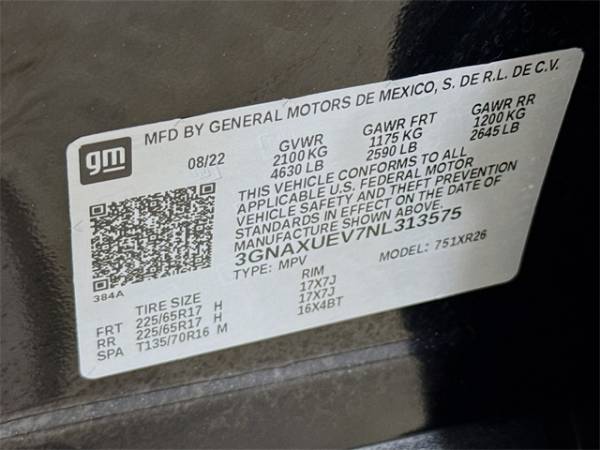 gm
MFD BY GENERAL MOTORS DE MEXICO, S. DE R.L. DE C.V.
08/22 GVWR GAWR FRT GAWR RR
2100 KG 1175 KG 1200 KG
4630 LB 2590 LB 2645 LB
THIS VEHICLE CONFORMS TO ALL
APPLICABLE U.S. FEDERAL MOTOR
VEHICLE SAFETY AND THEFT PREVENTION
STANDARDS IN EFFECT ON THE DATE OF
MANUFACTURE SHOWN ABOVE.
3GNAXUEV7NL313575
TYPE: MPV MODEL: 751XR26
384A
TIRE SIZE RIM
FRT 225/65R17 H 17X7J
RR 225/65R17 H 17X7J
SPA T135/70R16 M 16X4BT